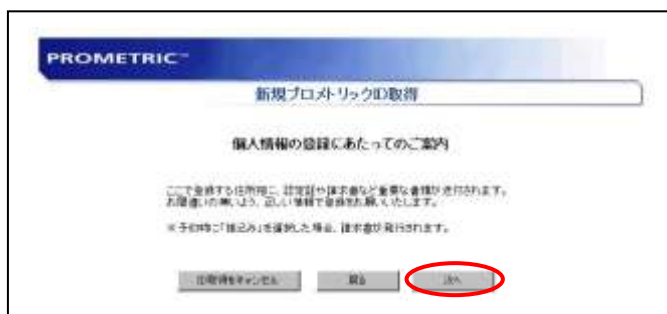 PROMETRIC™
新規プロメトリックID取得
個人情報の登録にあたってのご案内
ここで登録する住所宛に、認定証や請求書など重要な書類が送付されます。
お間違いの無いよう、正しい情報で登録をお願いいたします。
※予約時に「振込み」を選択した場合、請求書が発行されます。
ID取得をキャンセル
戻る
次へ